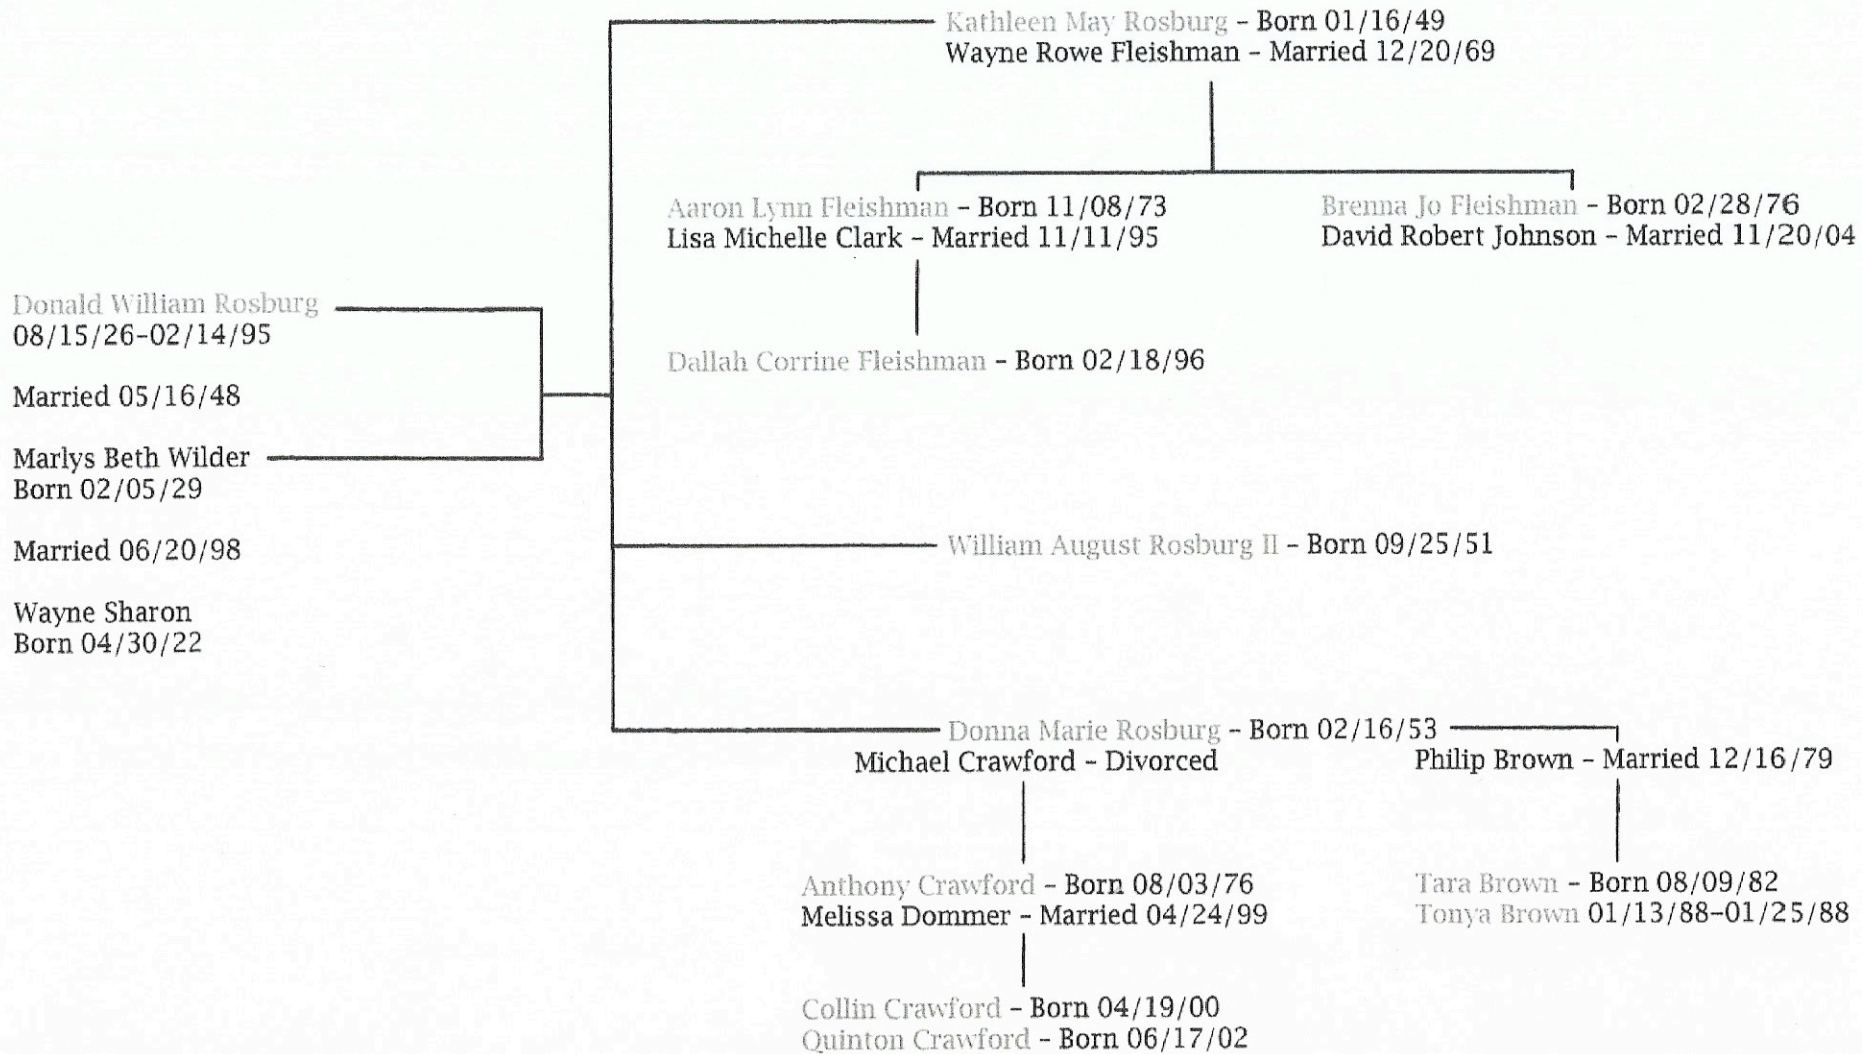 Kathleen May Rosburg – Born 01/16/49
Wayne Rowe Fleishman – Married 12/20/69
Aaron Lynn Fleishman – Born 11/08/73
Lisa Michelle Clark – Married 11/11/95
Brenna Jo Fleishman – Born 02/28/76
David Robert Johnson – Married 11/20/04
Dallah Corrine Fleishman – Born 02/18/96
Donald William Rosburg
08/15/26-02/14/95
Married 05/16/48
Marlys Beth Wilder
Born 02/05/29
Married 06/20/98
Wayne Sharon
Born 04/30/22
William August Rosburg II – Born 09/25/51
Donna Marie Rosburg – Born 02/16/53
Michael Crawford – Divorced
Philip Brown – Married 12/16/79
Anthony Crawford – Born 08/03/76
Melissa Dommer – Married 04/24/99
Tara Brown – Born 08/09/82
Tonya Brown 01/13/88-01/25/88
Collin Crawford – Born 04/19/00
Quinton Crawford – Born 06/17/02